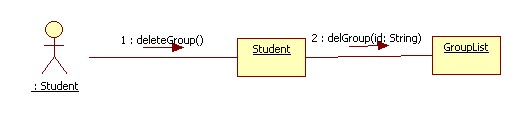 1 : deleteGroup()
2 : delGroup(id: String)
Student
GroupList
: Student